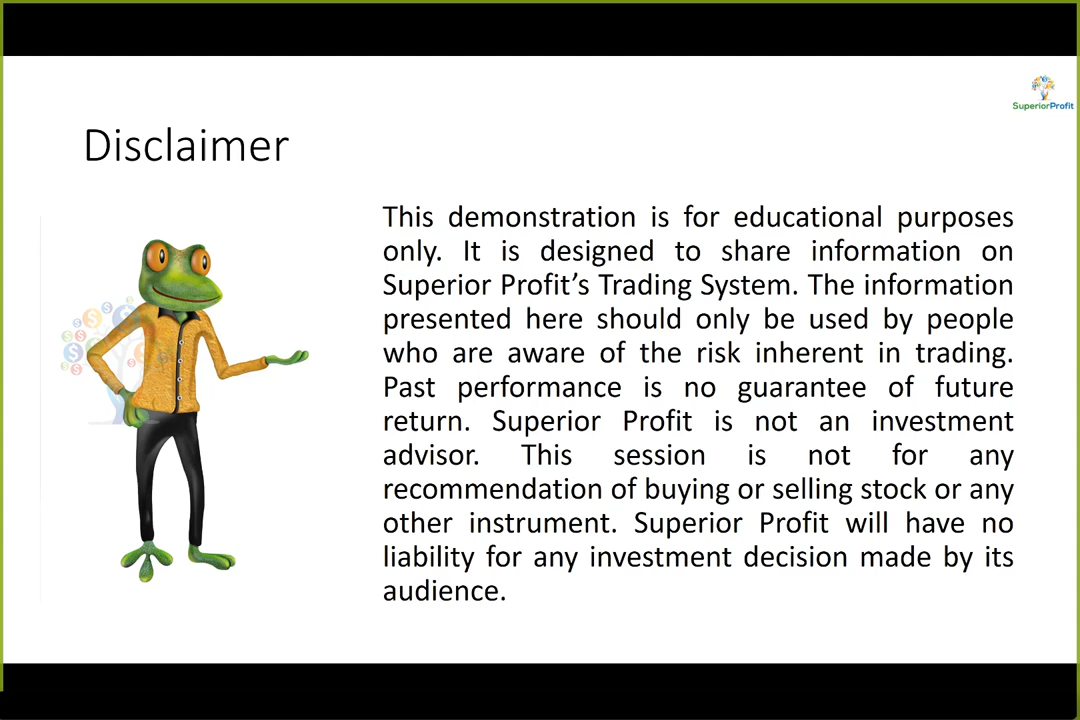 SuperiorProfit
Disclaimer
This demonstration is for educational purposes
only. It is designed to share information on
Superior Profit’s Trading System. The information
presented here should only be used by people
who are aware of the risk inherent in trading.
Past performance is no guarantee of future
return. Superior Profit is not an investment
advisor. This session is not for any
recommendation of buying or selling stock or any
other instrument. Superior Profit will have no
liability for any investment decision made by its
audience.